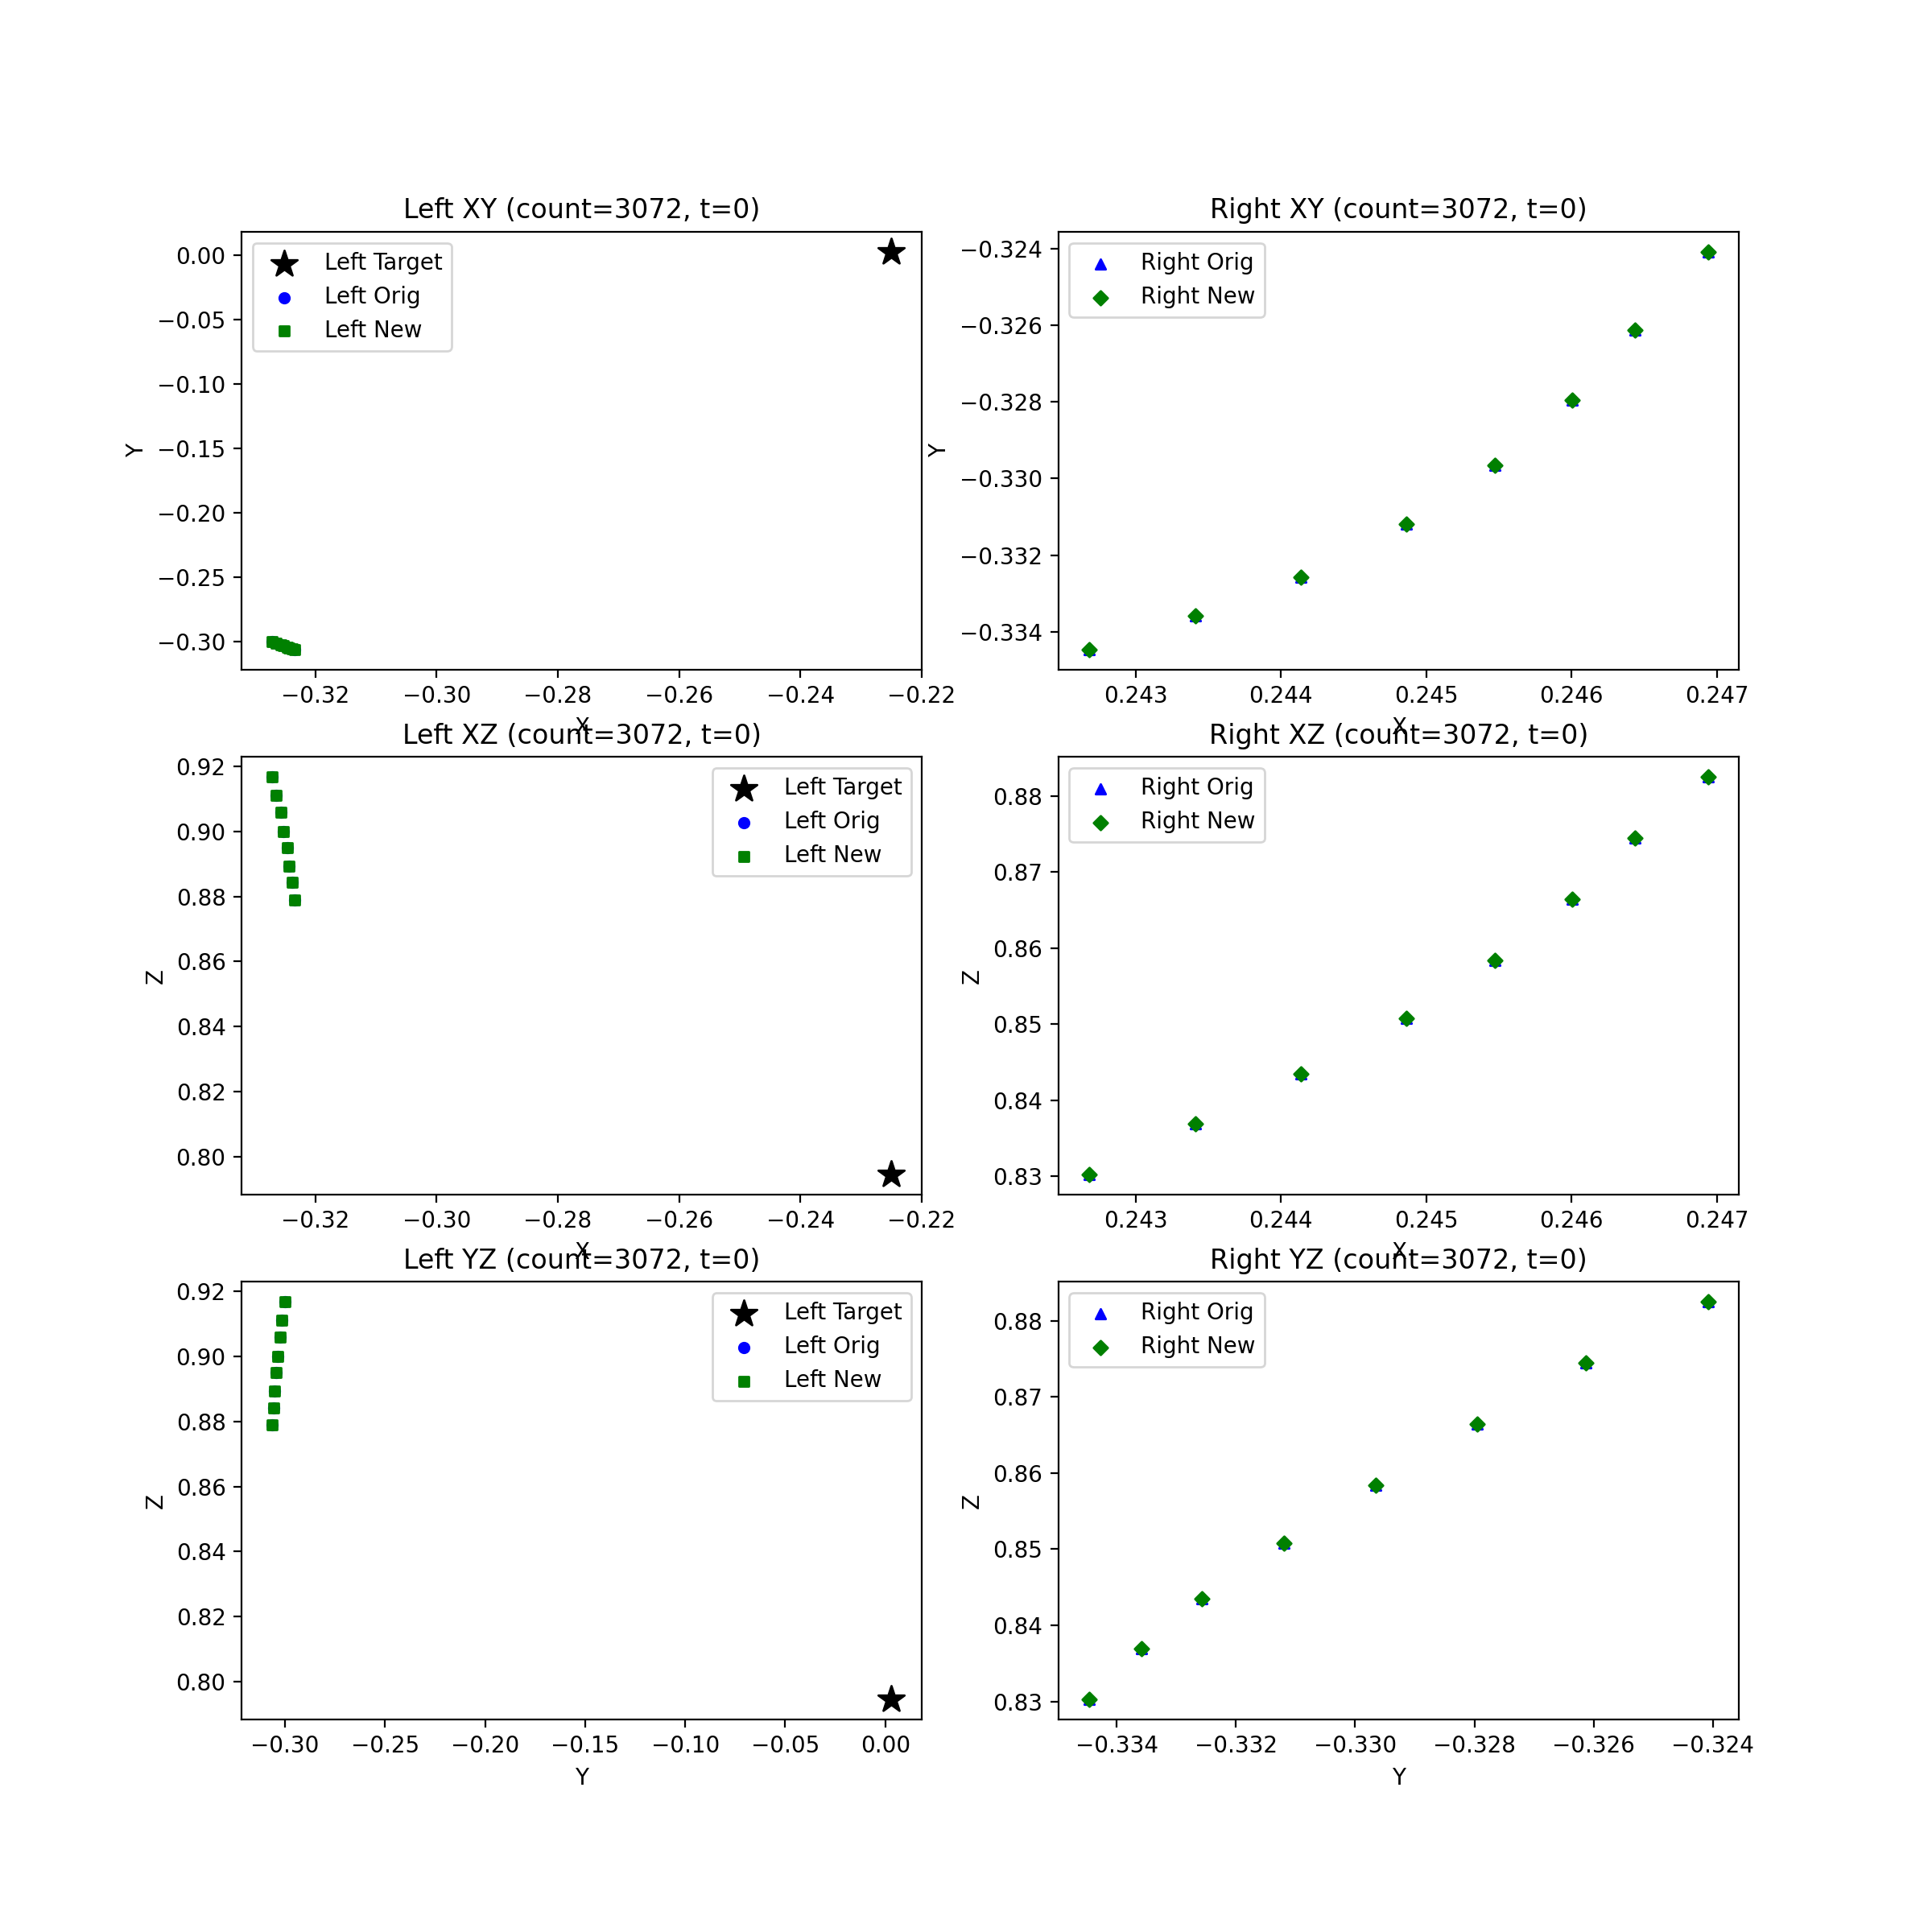 Left XY (count=3072, t=0)
Left Target
Left Orig
Left New
0.00
−0.05
−0.10
−0.15
−0.20
−0.25
−0.30
Y
−0.32
−0.30
−0.28
−0.26
−0.24
−0.22
X
Right XY (count=3072, t=0)
Right Orig
Right New
−0.324
−0.326
−0.328
−0.330
−0.332
−0.334
Y
0.243
0.244
0.245
0.246
0.247
X
Left XZ (count=3072, t=0)
Left Target
Left Orig
Left New
0.92
0.90
0.88
0.86
0.84
0.82
0.80
Z
−0.32
−0.30
−0.28
−0.26
−0.24
−0.22
X
Right XZ (count=3072, t=0)
Right Orig
Right New
0.88
0.87
0.86
0.85
0.84
0.83
Z
0.243
0.244
0.245
0.246
0.247
X
Left YZ (count=3072, t=0)
Left Target
Left Orig
Left New
0.92
0.90
0.88
0.86
0.84
0.82
0.80
Z
−0.30
−0.25
−0.20
−0.15
−0.10
−0.05
0.00
Y
Right YZ (count=3072, t=0)
Right Orig
Right New
0.88
0.87
0.86
0.85
0.84
0.83
Z
−0.334
−0.332
−0.330
−0.328
−0.326
−0.324
Y